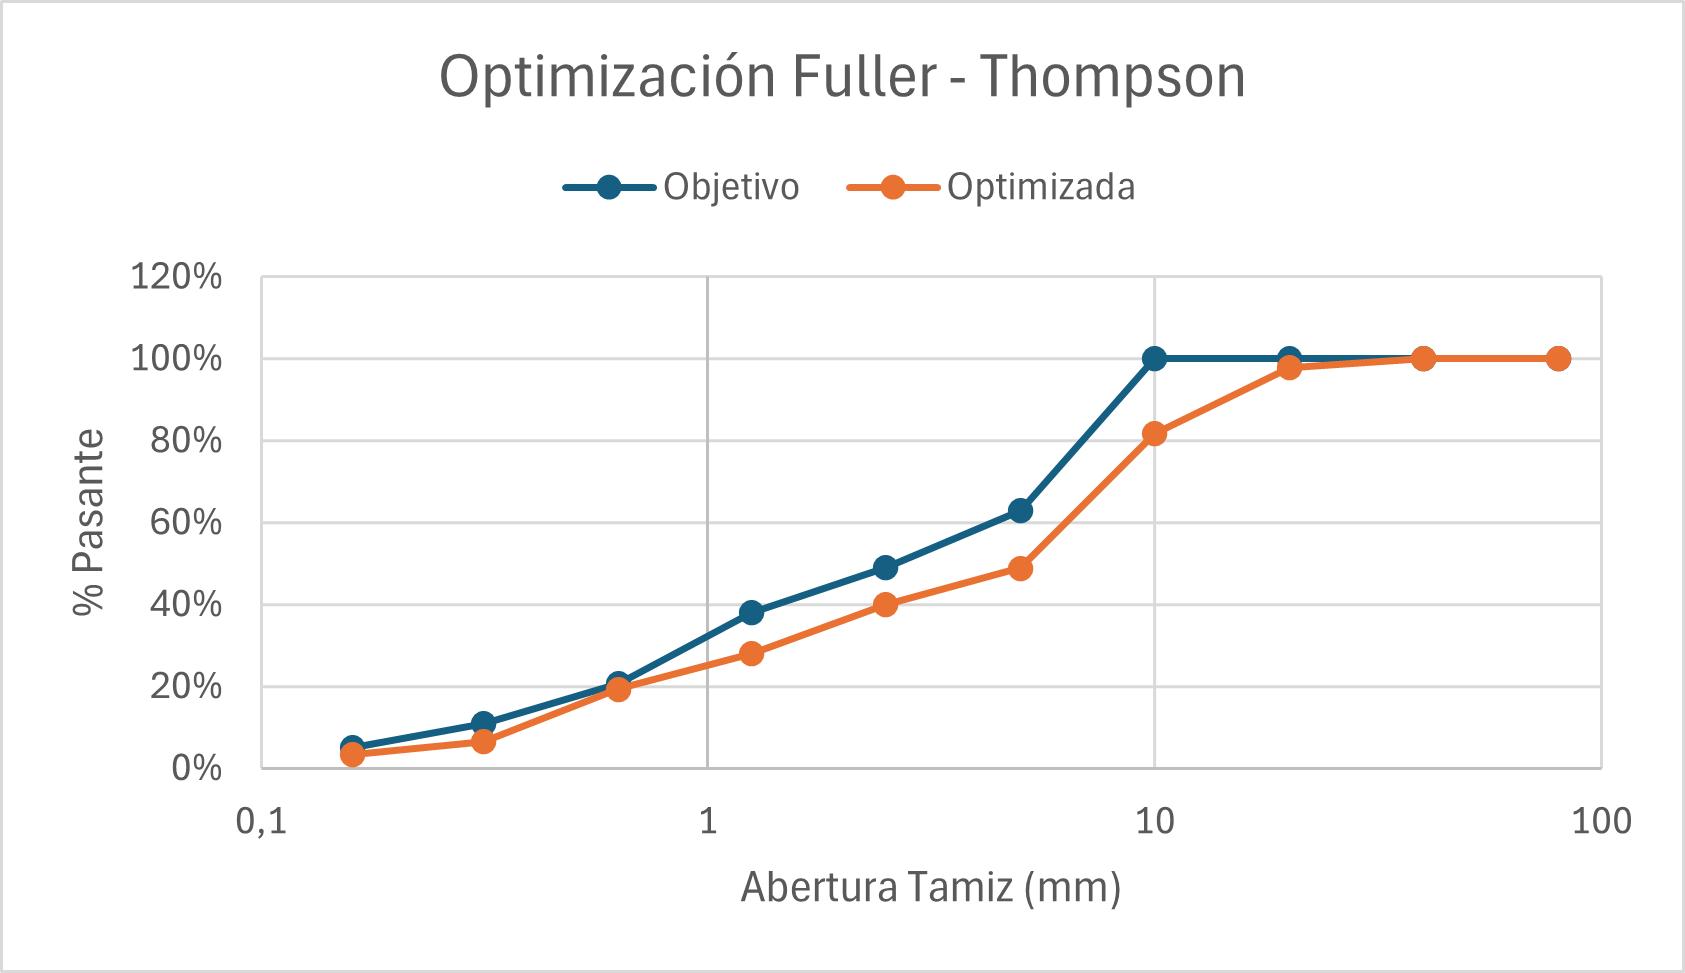 Optimización Fuller - Thompson
Objetivo
Optimizada
120%
100%
80%
60%
40%
20%
0%
% Pasante
0,1
1
10
100
Abertura Tamiz (mm)